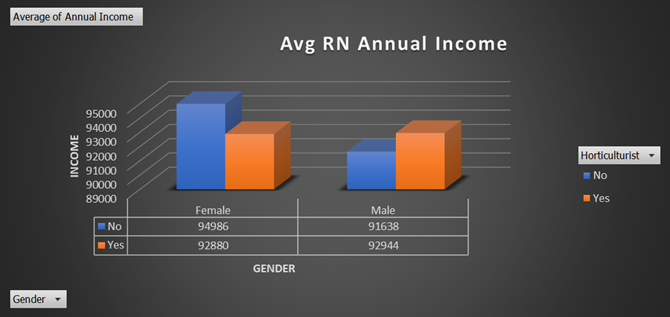 Average of Annual Income
Avg RN Annual Income
INCOME
95000
94000
93000
92000
91000
90000
89000
Female Male
No 94986 91638
Yes 92880 92944
GENDER
Horticulturist
No
Yes
Gender